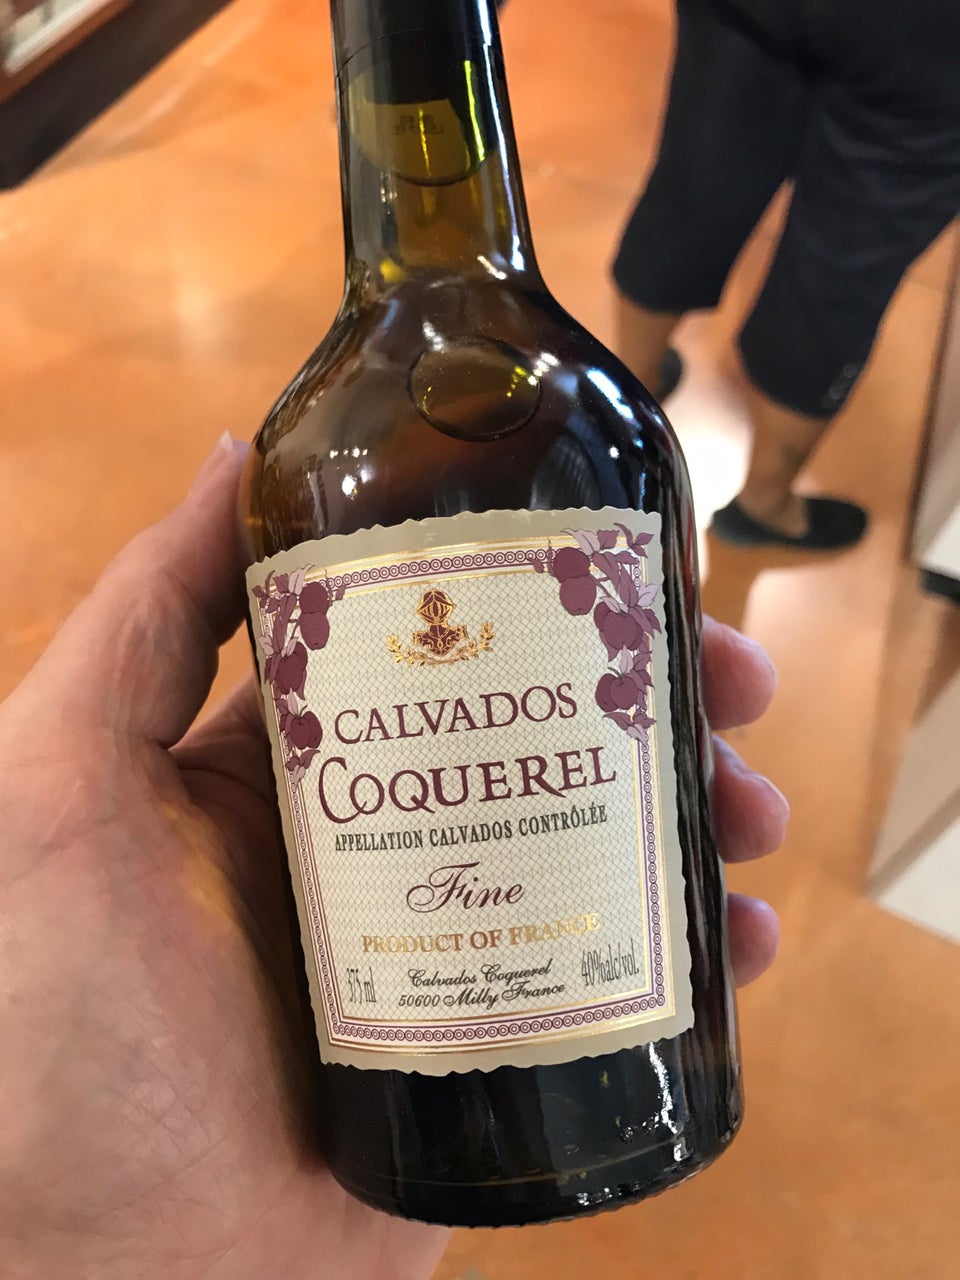 CALVADOS
COQUEREL
APPELLATION CALVADOS CONTRÔLÉE
Fine
PRODUCT OF FRANCE
375 ml
Calvados Coquerel
50600 Milly France
40%alc/vol.